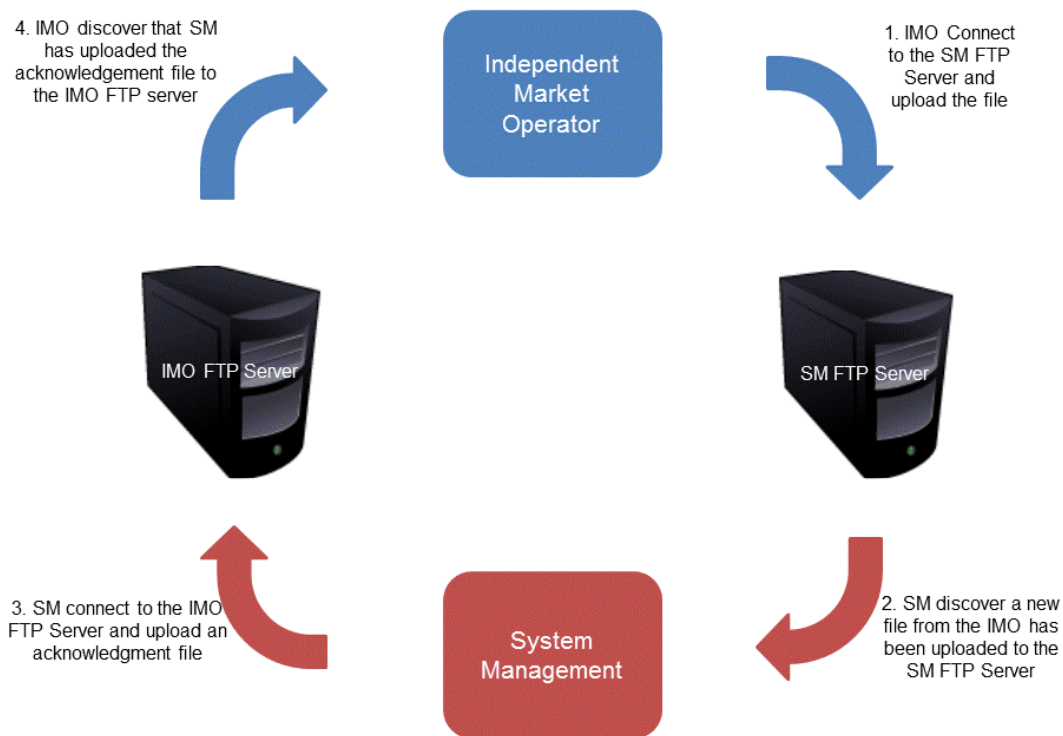 4. IMO discover that SM
has uploaded the
acknowledgement file to
the IMO FTP server
Independent
Market
Operator
1. IMO Connect
to the SM FTP
Server and
upload the file
IMO FTP Server
SM FTP Server
3. SM connect to the IMO
FTP Server and upload an
acknowledgment file
System
Management
2. SM discover a new
file from the IMO has
been uploaded to the
SM FTP Server